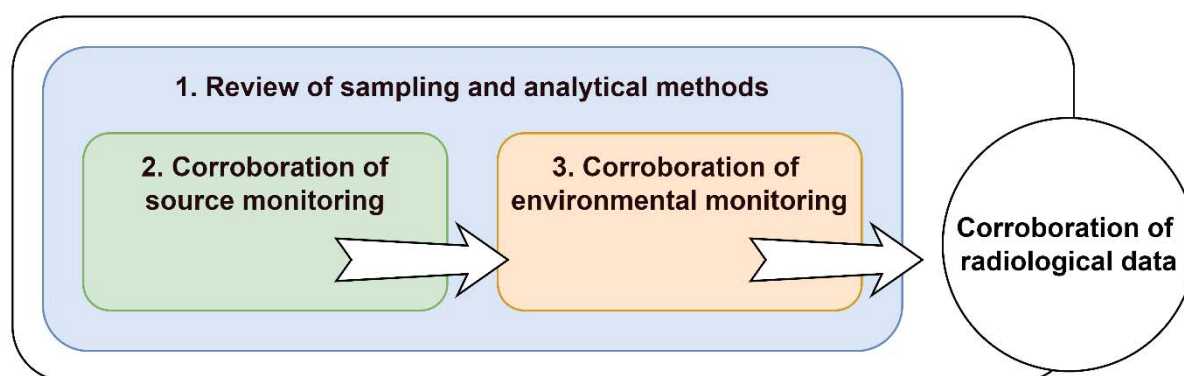 1. Review of sampling and analytical methods
2. Corroboration of
source monitoring
3. Corroboration of
environmental monitoring
Corroboration of
radiological data